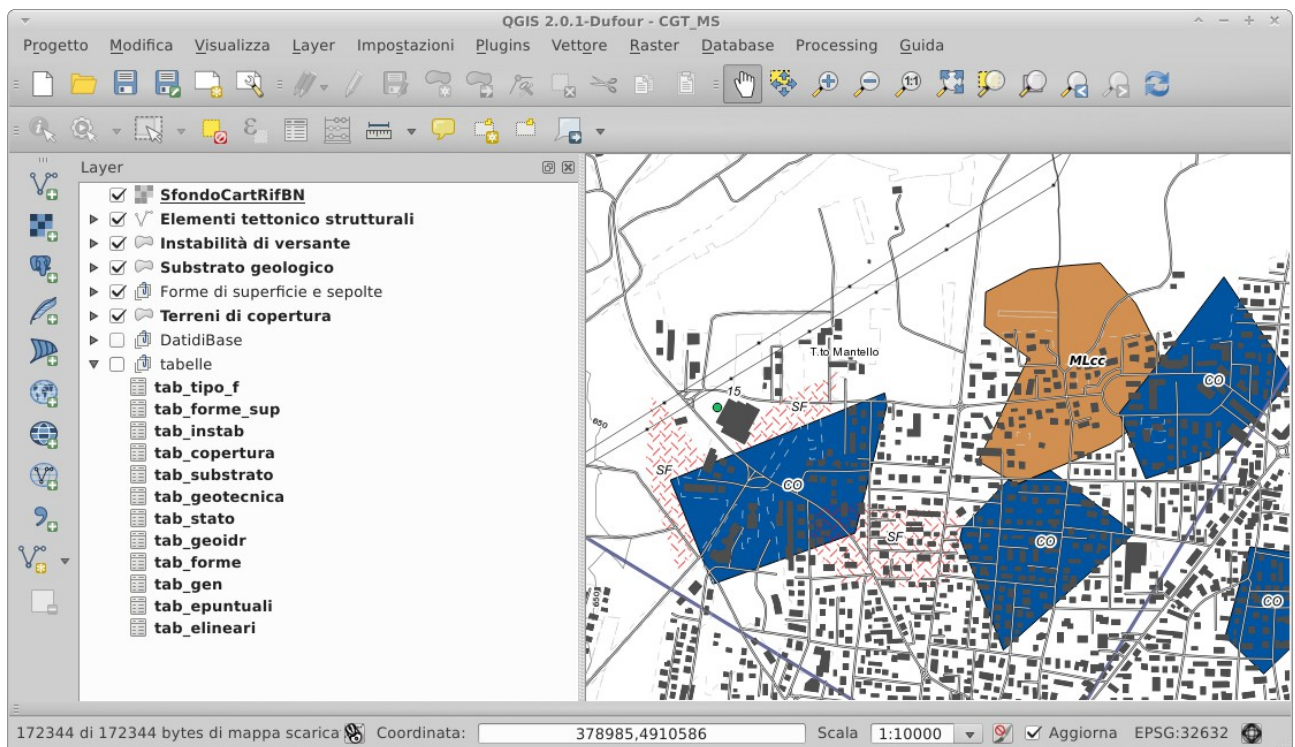 QGIS 2.0.1-Dufour - CGT_MS
Progetto Modifica Visualizza Layer Impostazioni Plugins Vettore Raster Database Processing Guida
Layer
SfondoCartRifBN
Elementi tettonico strutturali
Instabilità di versante
Substrato geologico
Forme di superficie e sepolte
Terreni di copertura
DatidiBase
tabelle
tab_tipo_f
tab_forme_sup
tab_instab
tab_copertura
tab_substrato
tab_geotecnica
tab_stato
tab_geoidr
tab_forme
tab_gen
tab_epuntuali
tab_elineari
T.to Mantello
MLcc
CO
15
SF
650
SF
CO
SF
CO
650
CO
172344 di 172344 bytes di mappa scarica Coordinata: 378985,4910586 Scala 1:10000 Aggiorna EPSG:32632